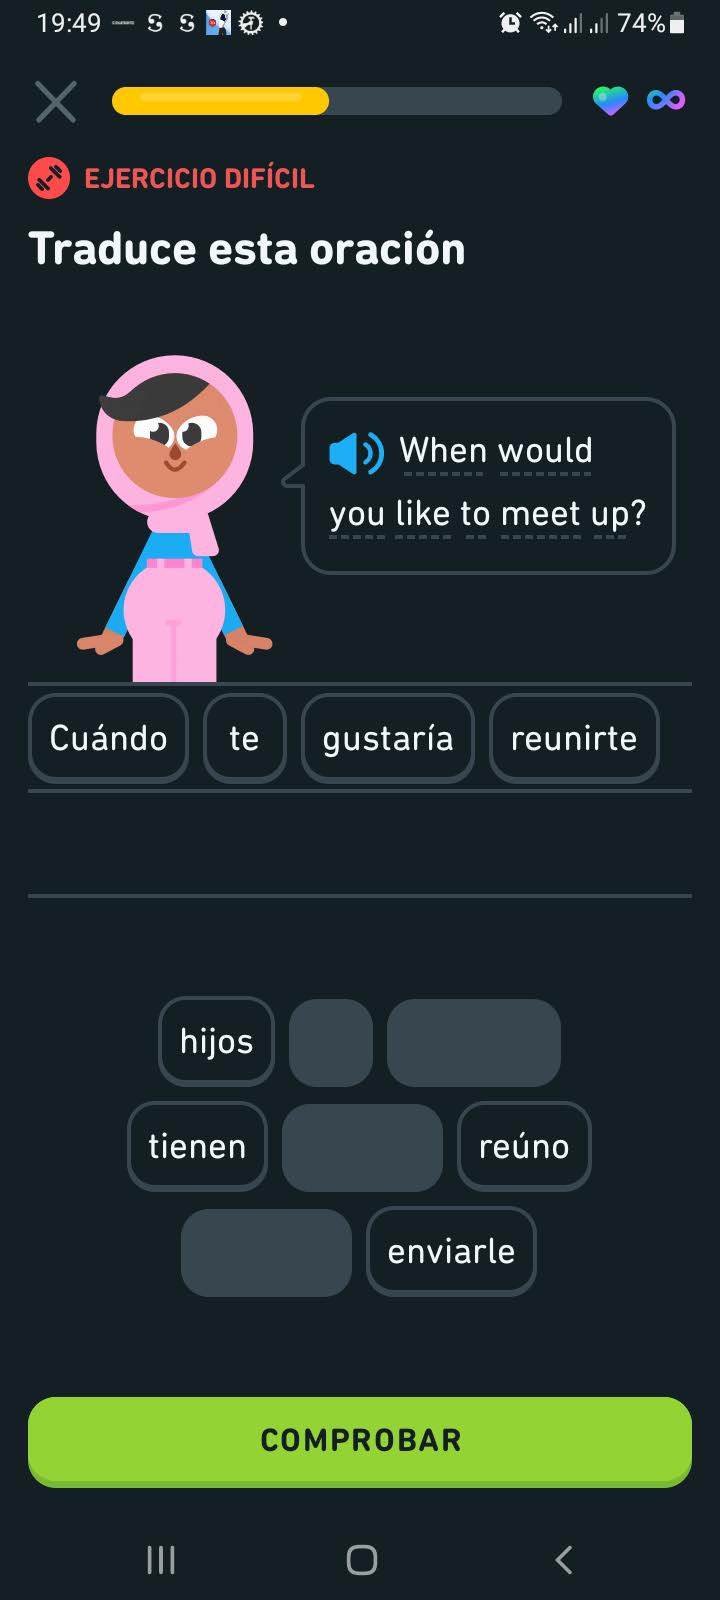 19:49
74%
EJERCICIO DIFÍCIL
Traduce esta oración
When would
you like to meet up?
Cuándo te gustaría reunirte
hijos
tienen reúno
enviarle
COMPROBAR